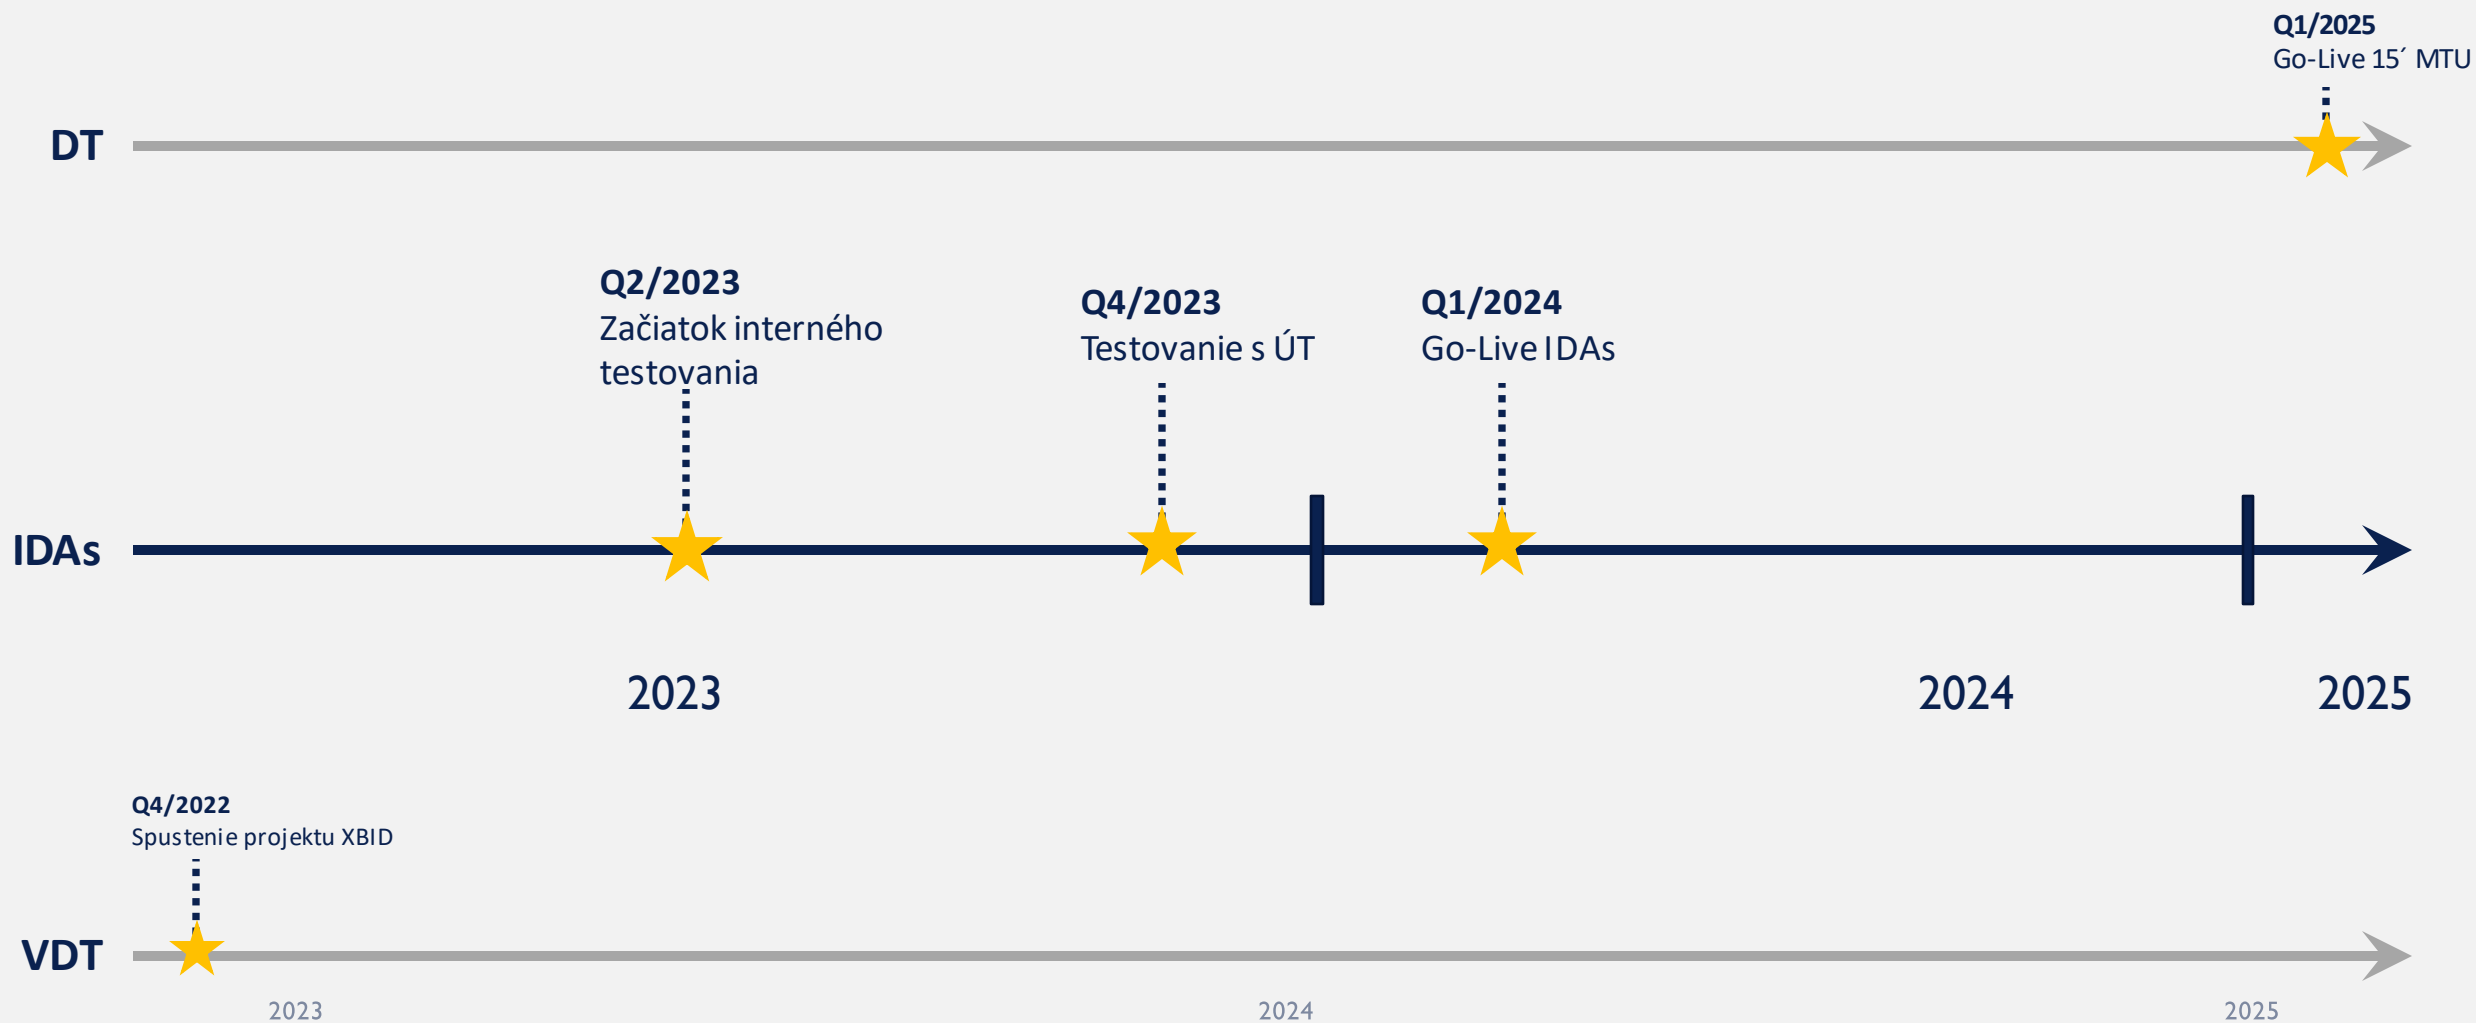 Q1/2025
Go-Live 15´ MTU
DT
Q2/2023
Začiatok interného
testovania
Q4/2023
Testovanie s ÚT
Q1/2024
Go-Live IDAs
IDAs
2023
2024
2025
Q4/2022
Spustenie projektu XBID
VDT
2023
2024
2025